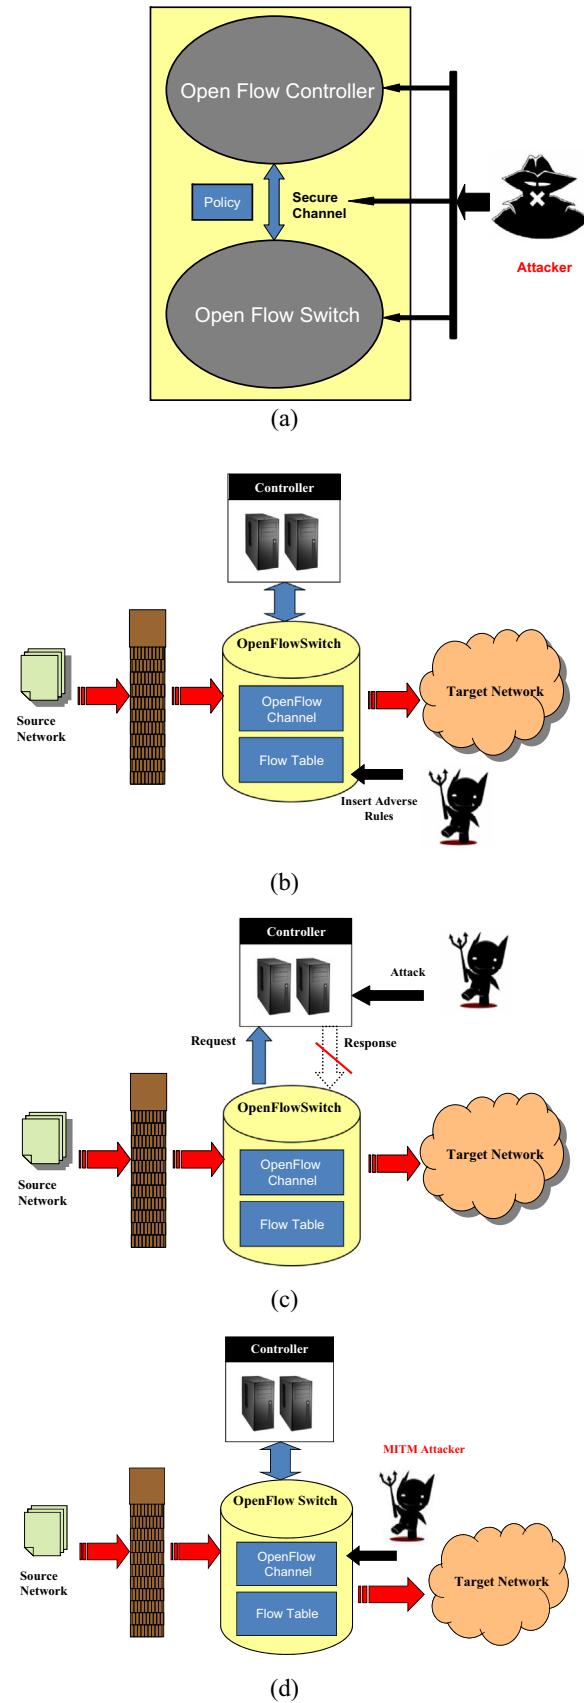 Open Flow Controller
Policy
Secure
Channel
Attacker
Open Flow Switch
(a)
Controller
OpenFlowSwitch
OpenFlow
Channel
Flow Table
Source
Network
Target Network
Insert Adverse
Rules
(b)
Controller
Attack
Request
Response
OpenFlowSwitch
OpenFlow
Channel
Flow Table
Source
Network
Target Network
(c)
Controller
MITM Attacker
OpenFlow Switch
OpenFlow
Channel
Flow Table
Source
Network
Target Network
(d)